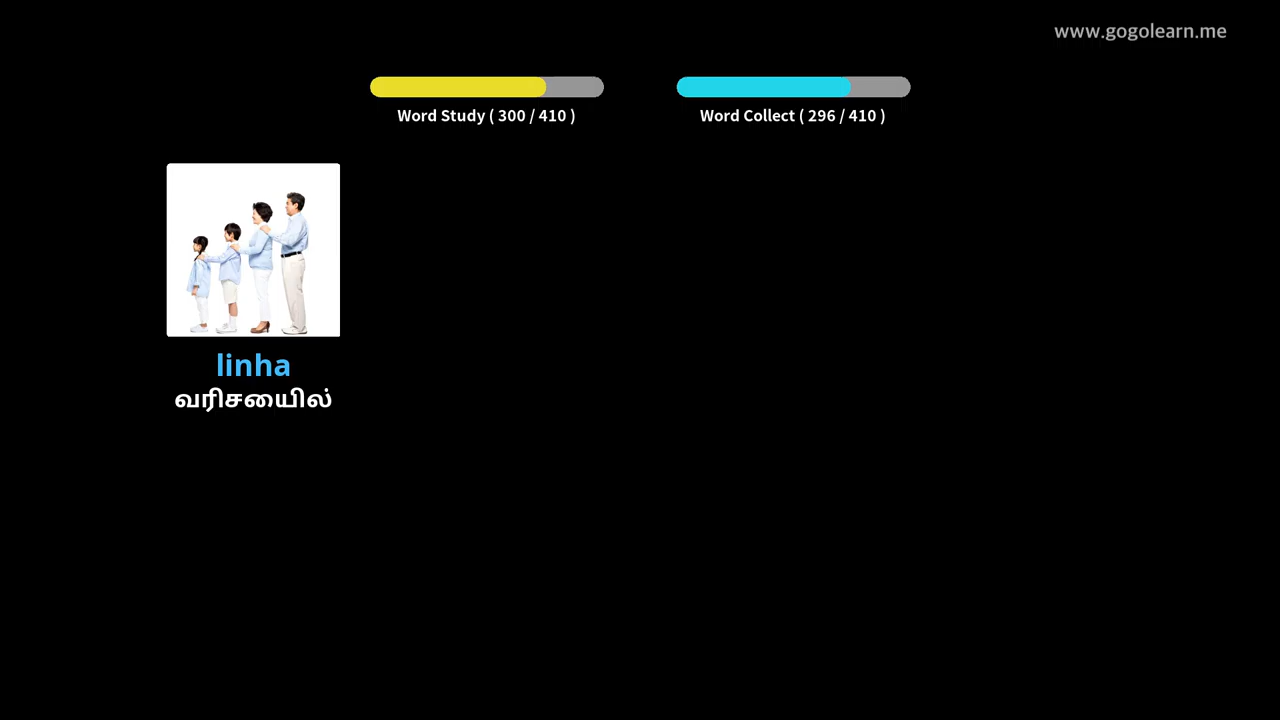 www.gogolearn.me
Word Study ( 300 / 410 )
Word Collect ( 296 / 410 )
linha
வரிசையில்